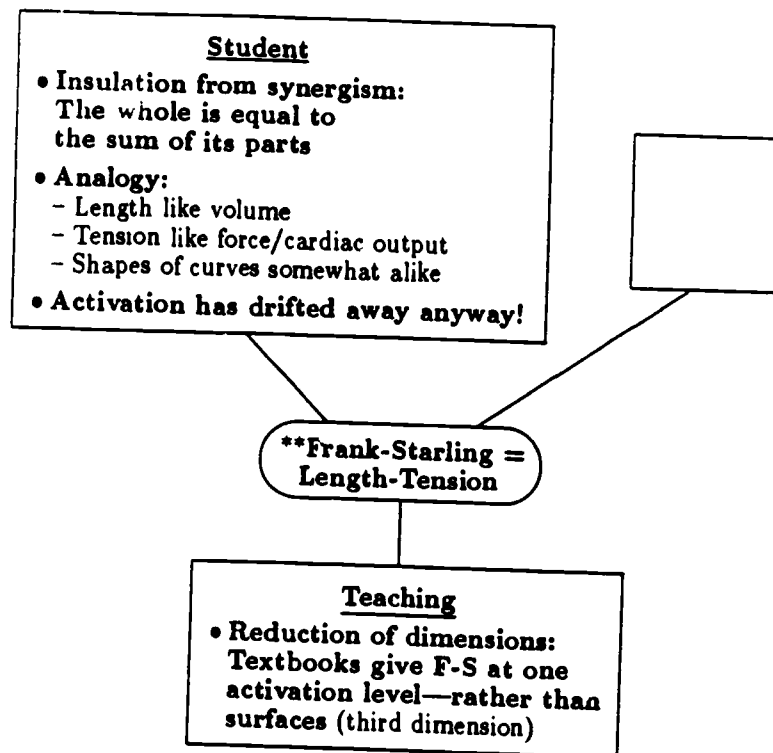 Student
• Insulation from synergism:
The whole is equal to
the sum of its parts
• Analogy:
– Length like volume
– Tension like force/cardiac output
– Shapes of curves somewhat alike
• Activation has drifted away anyway!
**Frank-Starling =
Length-Tension
Teaching
• Reduction of dimensions:
Textbooks give F-S at one
activation level—rather than
surfaces (third dimension)